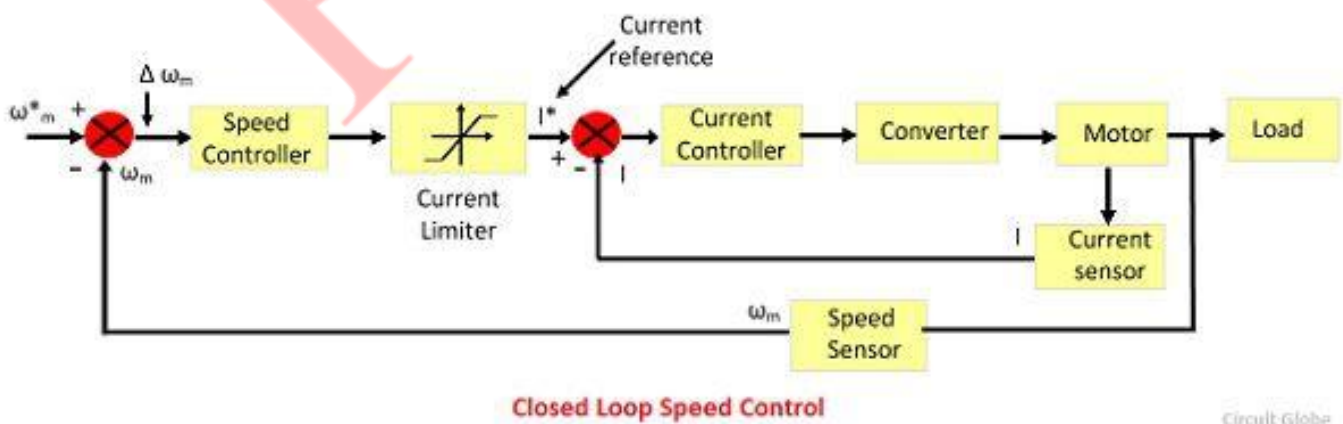 Current
reference
Δ ωm
ω*m
+
-
ωm
Speed
Controller
Current
Limiter
I*
+
-
I
Current
Controller
Converter
Motor
Load
i
Current
sensor
ωm
Speed
Sensor
Closed Loop Speed Control
Circuit Globe